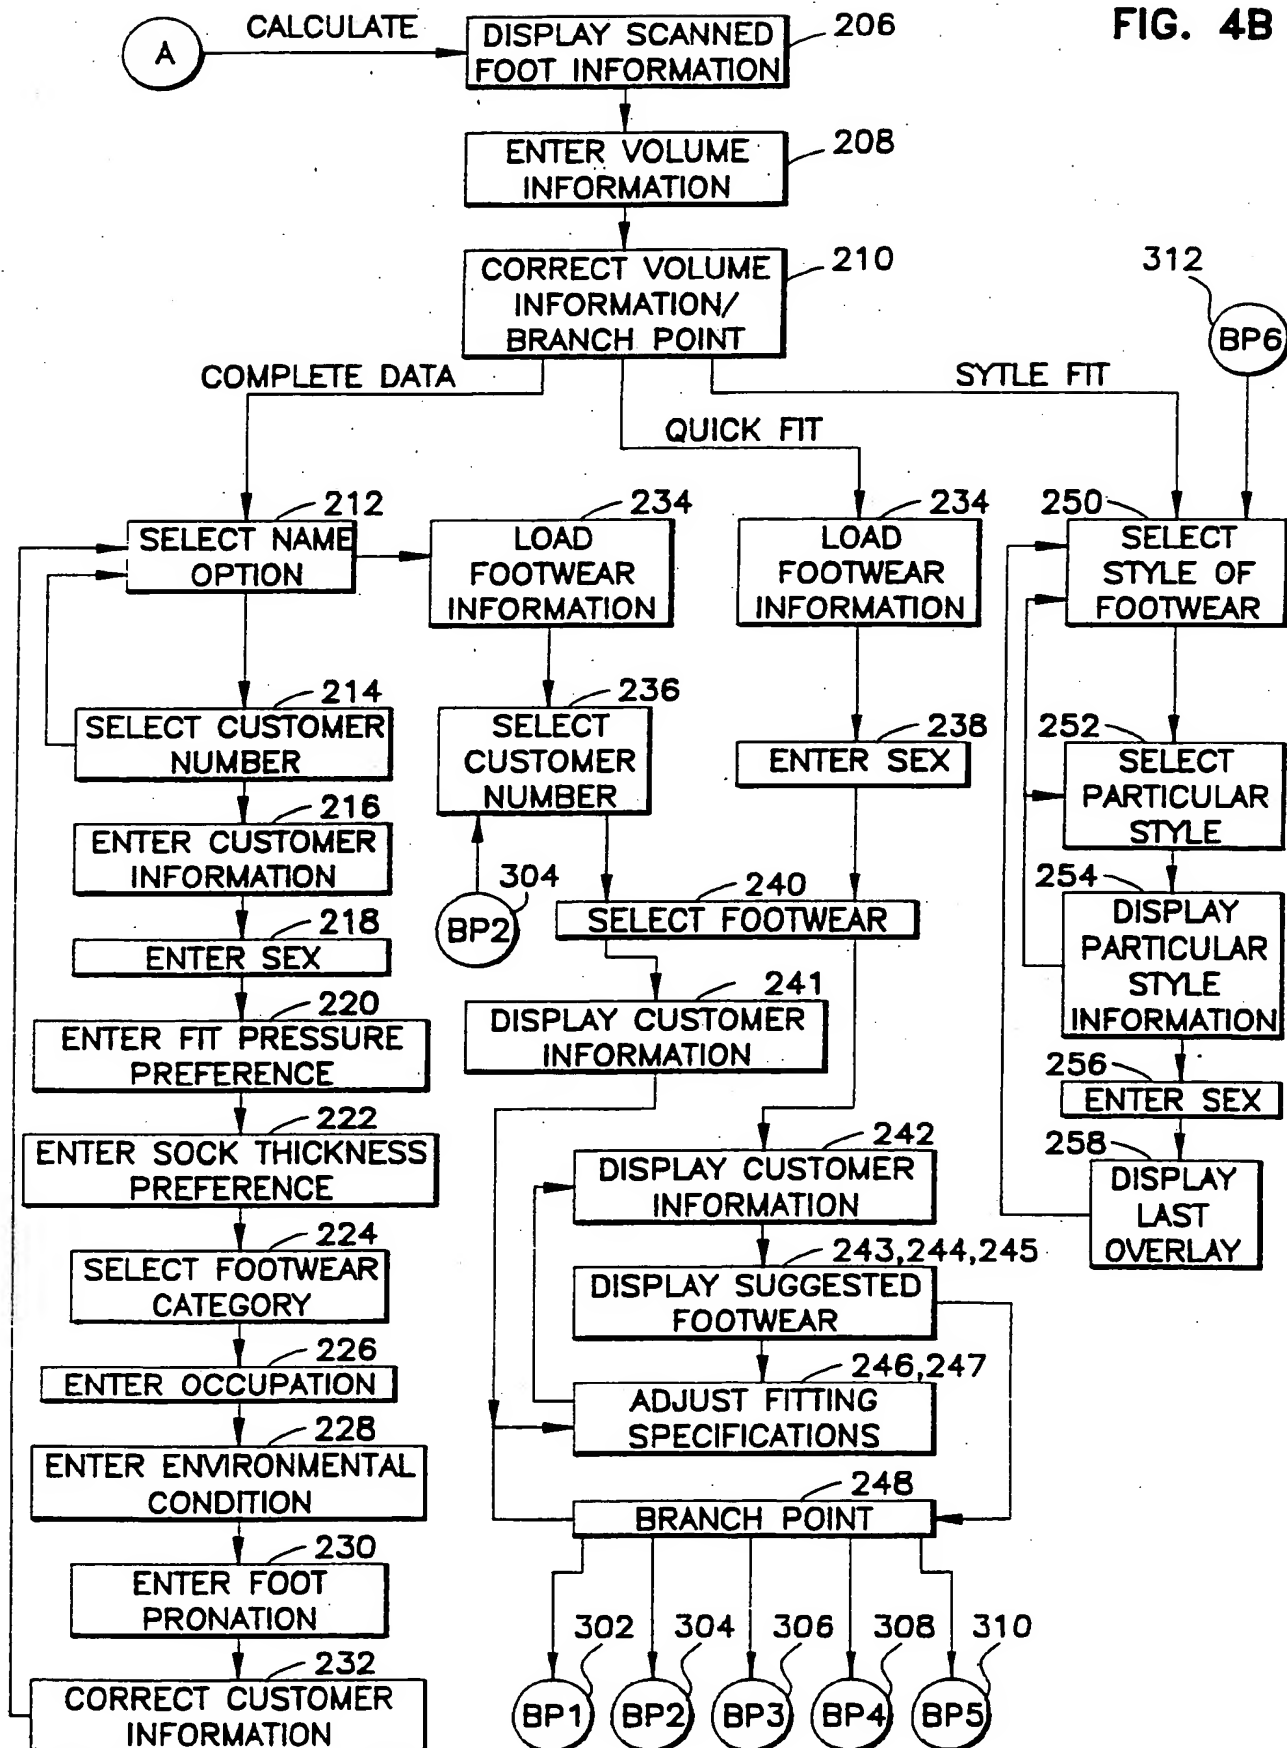 FIG. 4B
A
CALCULATE
DISPLAY SCANNED
FOOT INFORMATION
206
ENTER VOLUME
INFORMATION
208
CORRECT VOLUME
INFORMATION/
BRANCH POINT
210
312
BP6
COMPLETE DATA
QUICK FIT
SYTLE FIT
212
SELECT NAME
OPTION
214
SELECT CUSTOMER
NUMBER
216
ENTER CUSTOMER
INFORMATION
218
ENTER SEX
220
ENTER FIT PRESSURE
PREFERENCE
222
ENTER SOCK THICKNESS
PREFERENCE
224
SELECT FOOTWEAR
CATEGORY
226
ENTER OCCUPATION
228
ENTER ENVIRONMENTAL
CONDITION
230
ENTER FOOT
PRONATION
232
CORRECT CUSTOMER
INFORMATION
234
LOAD
FOOTWEAR
INFORMATION
236
SELECT
CUSTOMER
NUMBER
304
BP2
234
LOAD
FOOTWEAR
INFORMATION
238
ENTER SEX
240
SELECT FOOTWEAR
241
DISPLAY CUSTOMER
INFORMATION
242
DISPLAY CUSTOMER
INFORMATION
243,244,245
DISPLAY SUGGESTED
FOOTWEAR
246,247
ADJUST FITTING
SPECIFICATIONS
248
BRANCH POINT
302
BP1
304
BP2
306
BP3
308
BP4
310
BP5
250
SELECT
STYLE OF
FOOTWEAR
252
SELECT
PARTICULAR
STYLE
254
DISPLAY
PARTICULAR
STYLE
INFORMATION
256
ENTER SEX
258
DISPLAY
LAST
OVERLAY